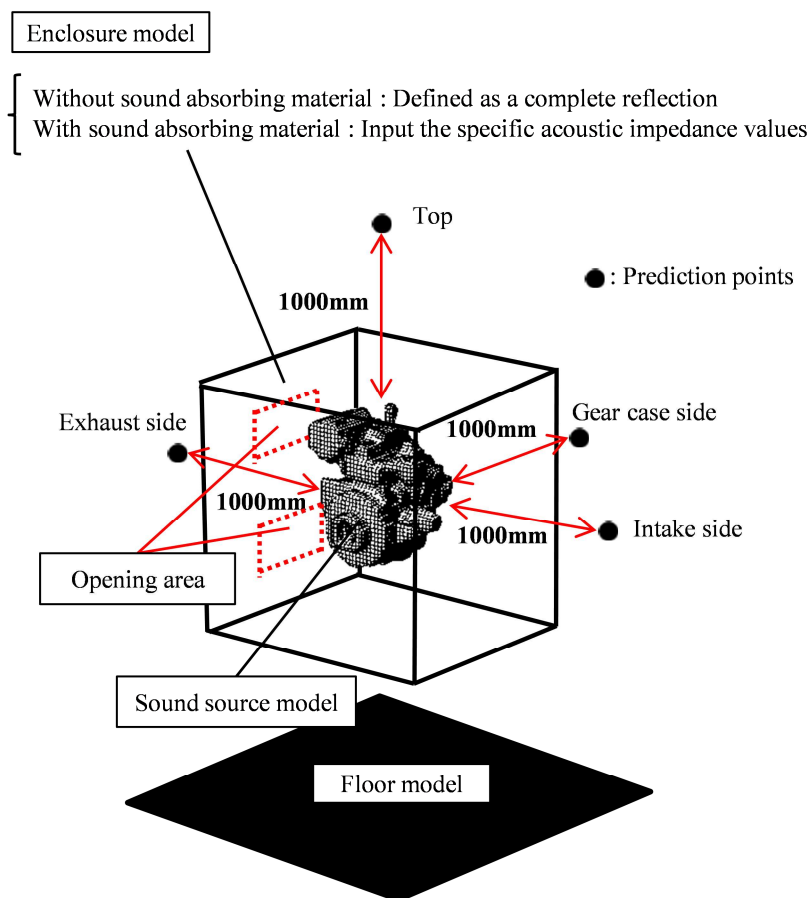 Enclosure model
Without sound absorbing material : Defined as a complete reflection
With sound absorbing material : Input the specific acoustic impedance values
Top
: Prediction points
1000mm
Exhaust side
Gear case side
1000mm
1000mm
1000mm
Intake side
Opening area
Sound source model
Floor model